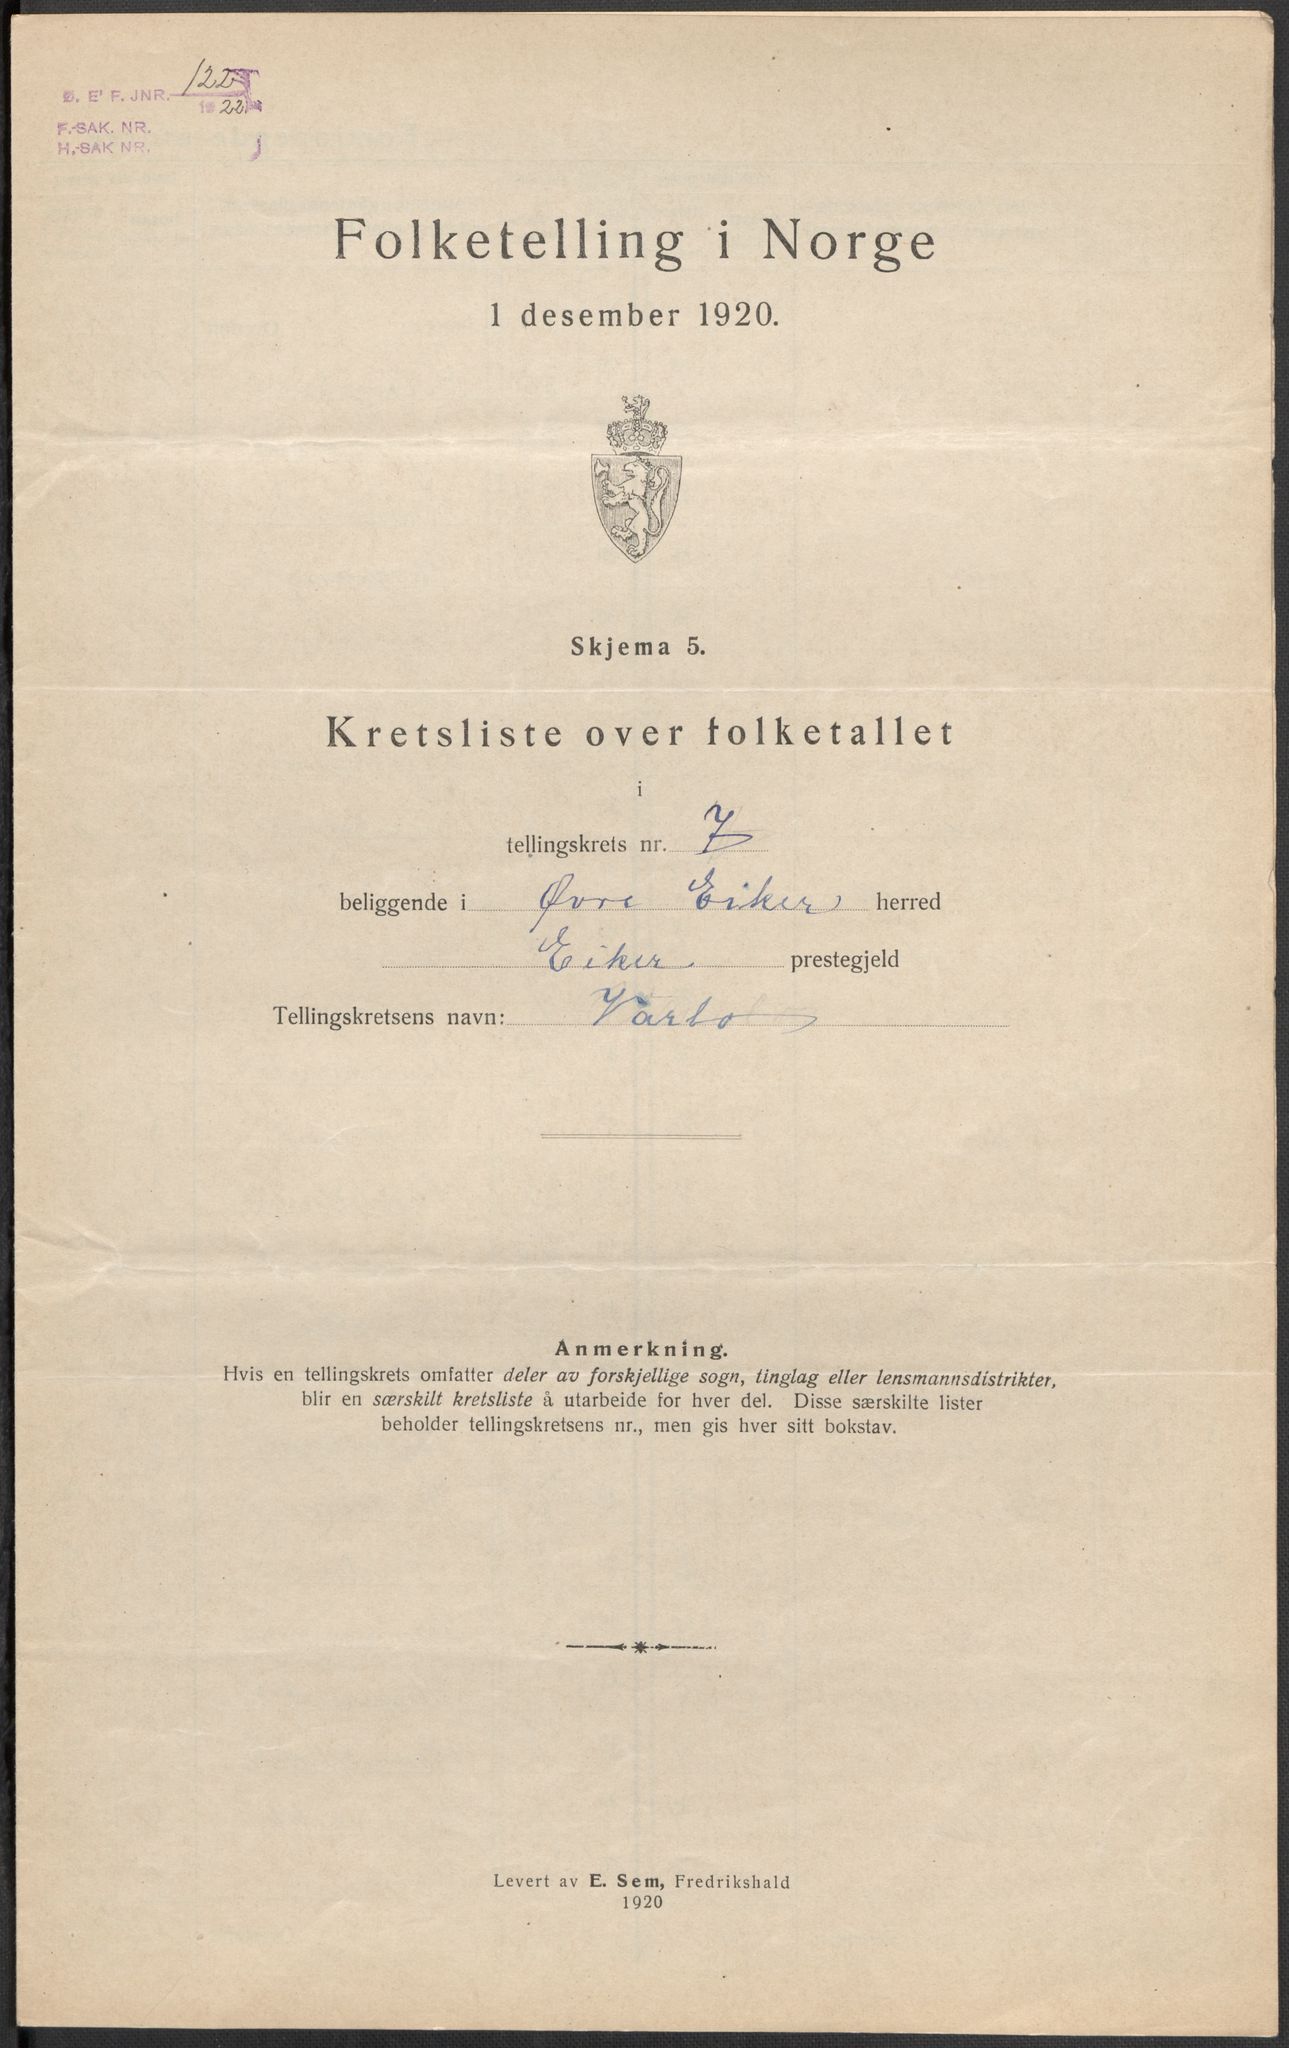 Ø. E. F. JNR. 122
1922
F.-SAK. NR.
H.-SAK NR.
Folketelling i Norge
1 desember 1920.
Skjema 5.
Kretsliste over folketallet
i
tellingskrets nr. 7
beliggende i Øvre Eiker herred
Eiker prestegjeld
Tellingskretsens navn: Varlo
Anmerkning.
Hvis en tellingskrets omfatter deler av forskjellige sogn, tinglag eller lensmannsdistrikter,
blir en særskilt kretsliste å utarbeide for hver del. Disse særskilte lister
beholder tellingskretsens nr., men gis hver sitt bokstav.
Levert av E. Sem, Fredrikshald
1920